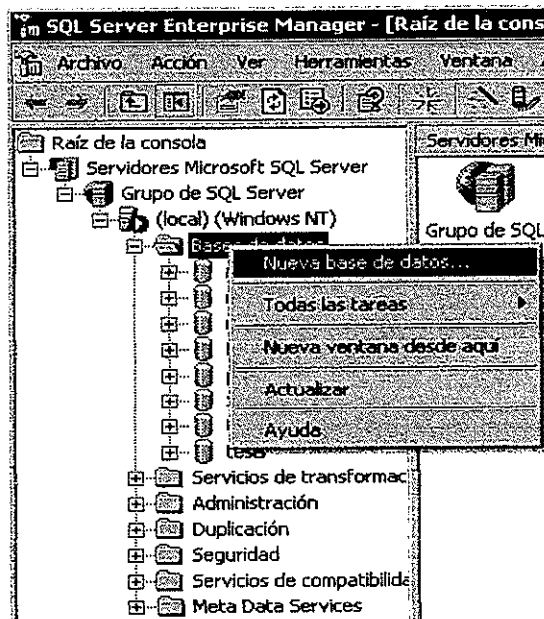 SQL Server Enterprise Manager - [Raíz de la cons
Archivo Acción Ver Herramientas Ventana
Raíz de la consola
Servidores Mi
Servidores Microsoft SQL Server
Grupo de SQL Server
(local) (Windows NT)
Grupo de SQL
Bases de datos
Nueva base de datos...
Todas las tareas
Nueva ventana desde aquí
Actualizar
Ayuda
Servicios de transformac
Administración
Duplicación
Seguridad
Servicios de compatibilida
Meta Data Services